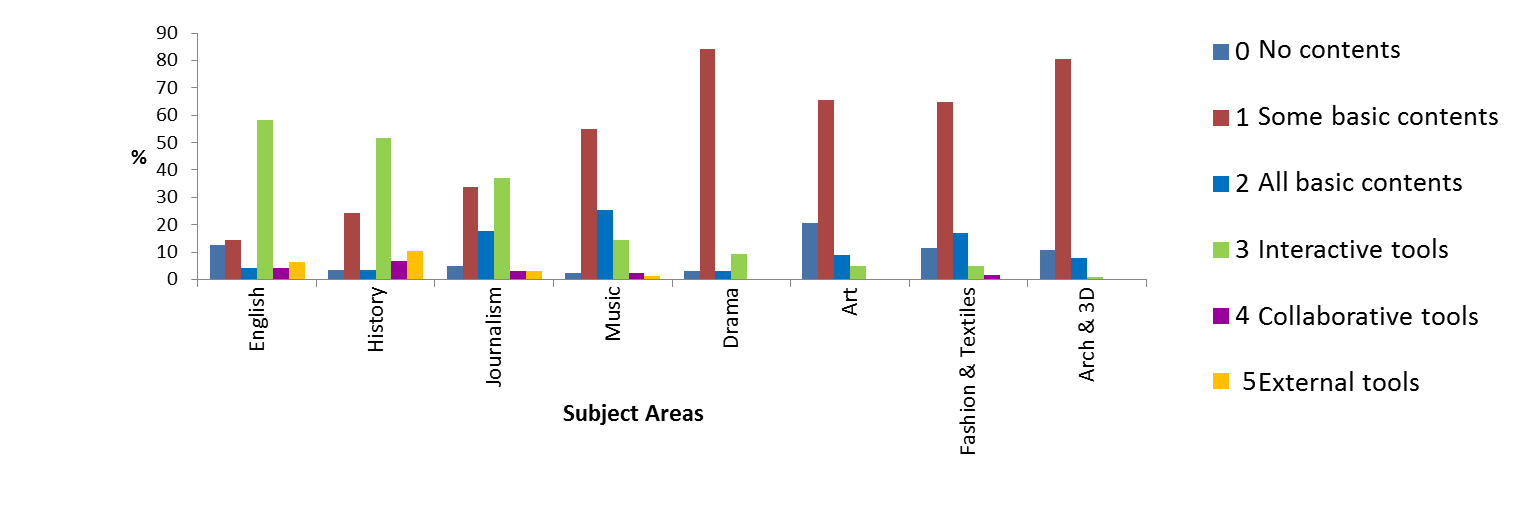 90
80
70
60
50
40
30
20
10
0
%
English
History
Journalism
Music
Drama
Art
Fashion & Textiles
Arch & 3D
Subject Areas
0 No contents
1 Some basic contents
2 All basic contents
3 Interactive tools
4 Collaborative tools
5External tools